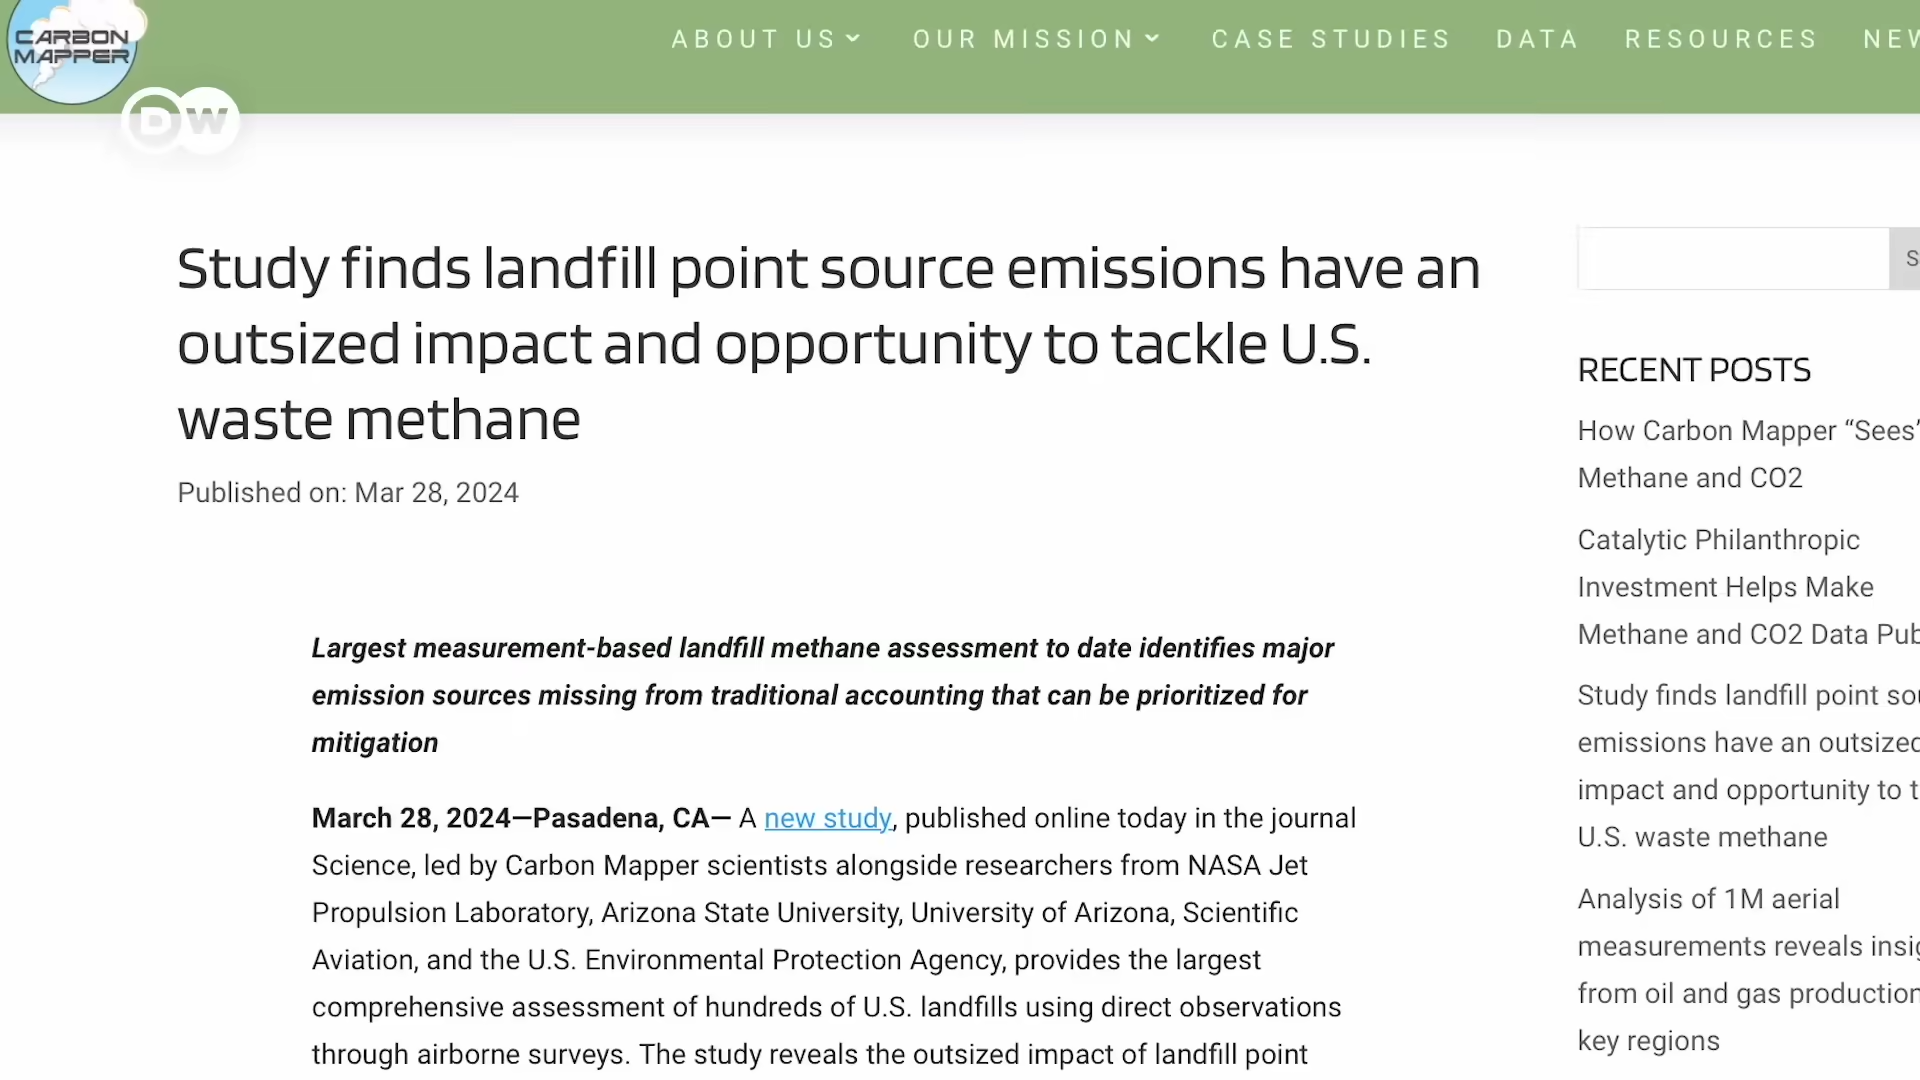 CARBON
MAPPER
ABOUT US
OUR MISSION
CASE STUDIES
DATA
RESOURCES
DW
Study finds landfill point source emissions have an
outsized impact and opportunity to tackle U.S.
waste methane
Published on: Mar 28, 2024
Largest measurement-based landfill methane assessment to date identifies major
emission sources missing from traditional accounting that can be prioritized for
mitigation
March 28, 2024—Pasadena, CA— A new study, published online today in the journal
Science, led by Carbon Mapper scientists alongside researchers from NASA Jet
Propulsion Laboratory, Arizona State University, University of Arizona, Scientific
Aviation, and the U.S. Environmental Protection Agency, provides the largest
comprehensive assessment of hundreds of U.S. landfills using direct observations
through airborne surveys. The study reveals the outsized impact of landfill point
RECENT POSTS
How Carbon Mapper “Sees”
Methane and CO2
Catalytic Philanthropic
Investment Helps Make
Methane and CO2 Data
Study finds landfill point
emissions have an outsized
impact and opportunity to
U.S. waste methane
Analysis of 1M aerial
measurements reveals
from oil and gas production
key regions